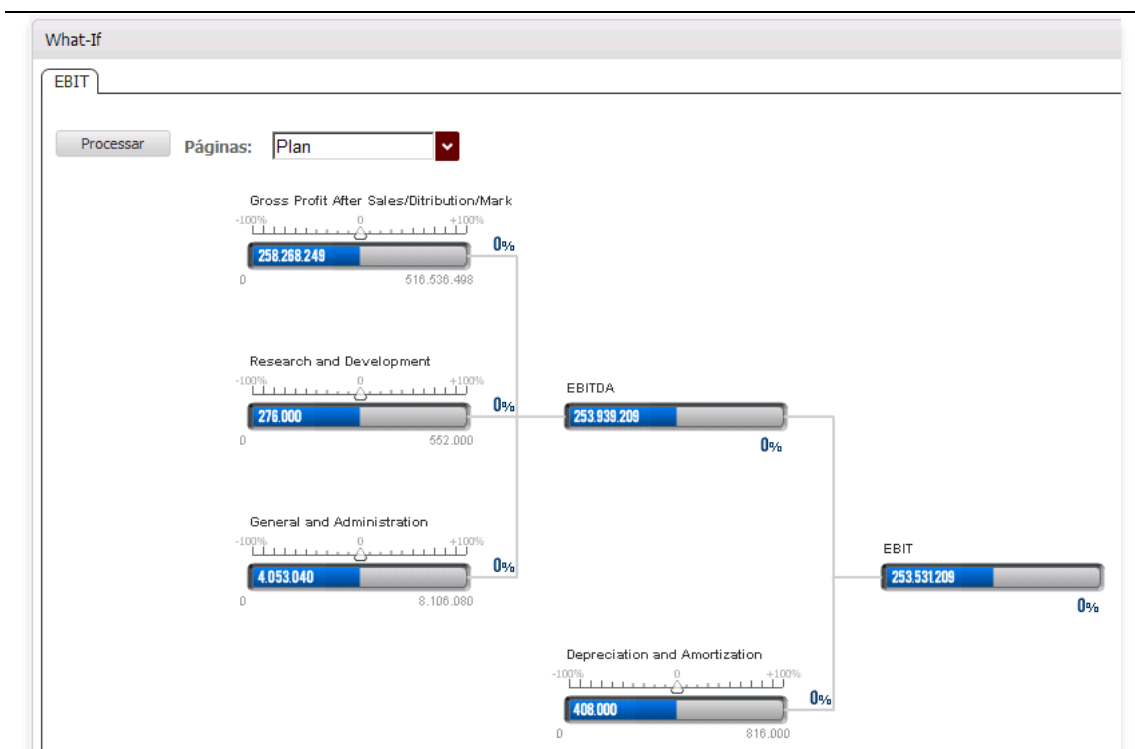 What-If
EBIT
Processar Páginas: Plan
Gross Profit After Sales/Ditribution/Mark
-100% 0 +100%
258.268.249 0%
0 516.536.498
Research and Development
-100% 0 +100%
276.000 0%
0 552.000
EBITDA
253.939.209
0%
General and Administration
-100% 0 +100%
4.053.040 0%
0 8.106.080
EBIT
253.531.209
0%
Depreciation and Amortization
-100% 0 +100%
408.000 0%
0 816.000